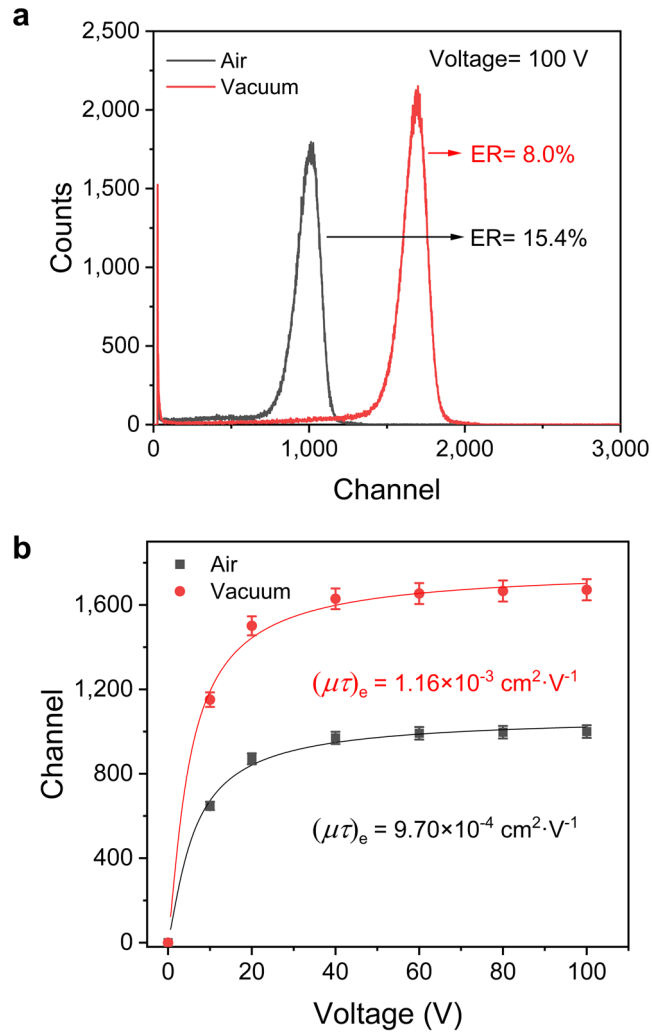 a
2,500
2,000
1,500
1,000
500
0
Counts
Air
Vacuum
Voltage= 100 V
ER= 8.0%
ER= 15.4%
0 1,000 2,000 3,000
Channel
b
1,600
1,200
800
400
0
Channel
Air
Vacuum
(μτ)e = 1.16×10⁻³ cm²·V⁻¹
(μτ)e = 9.70×10⁻⁴ cm²·V⁻¹
0 20 40 60 80 100
Voltage (V)